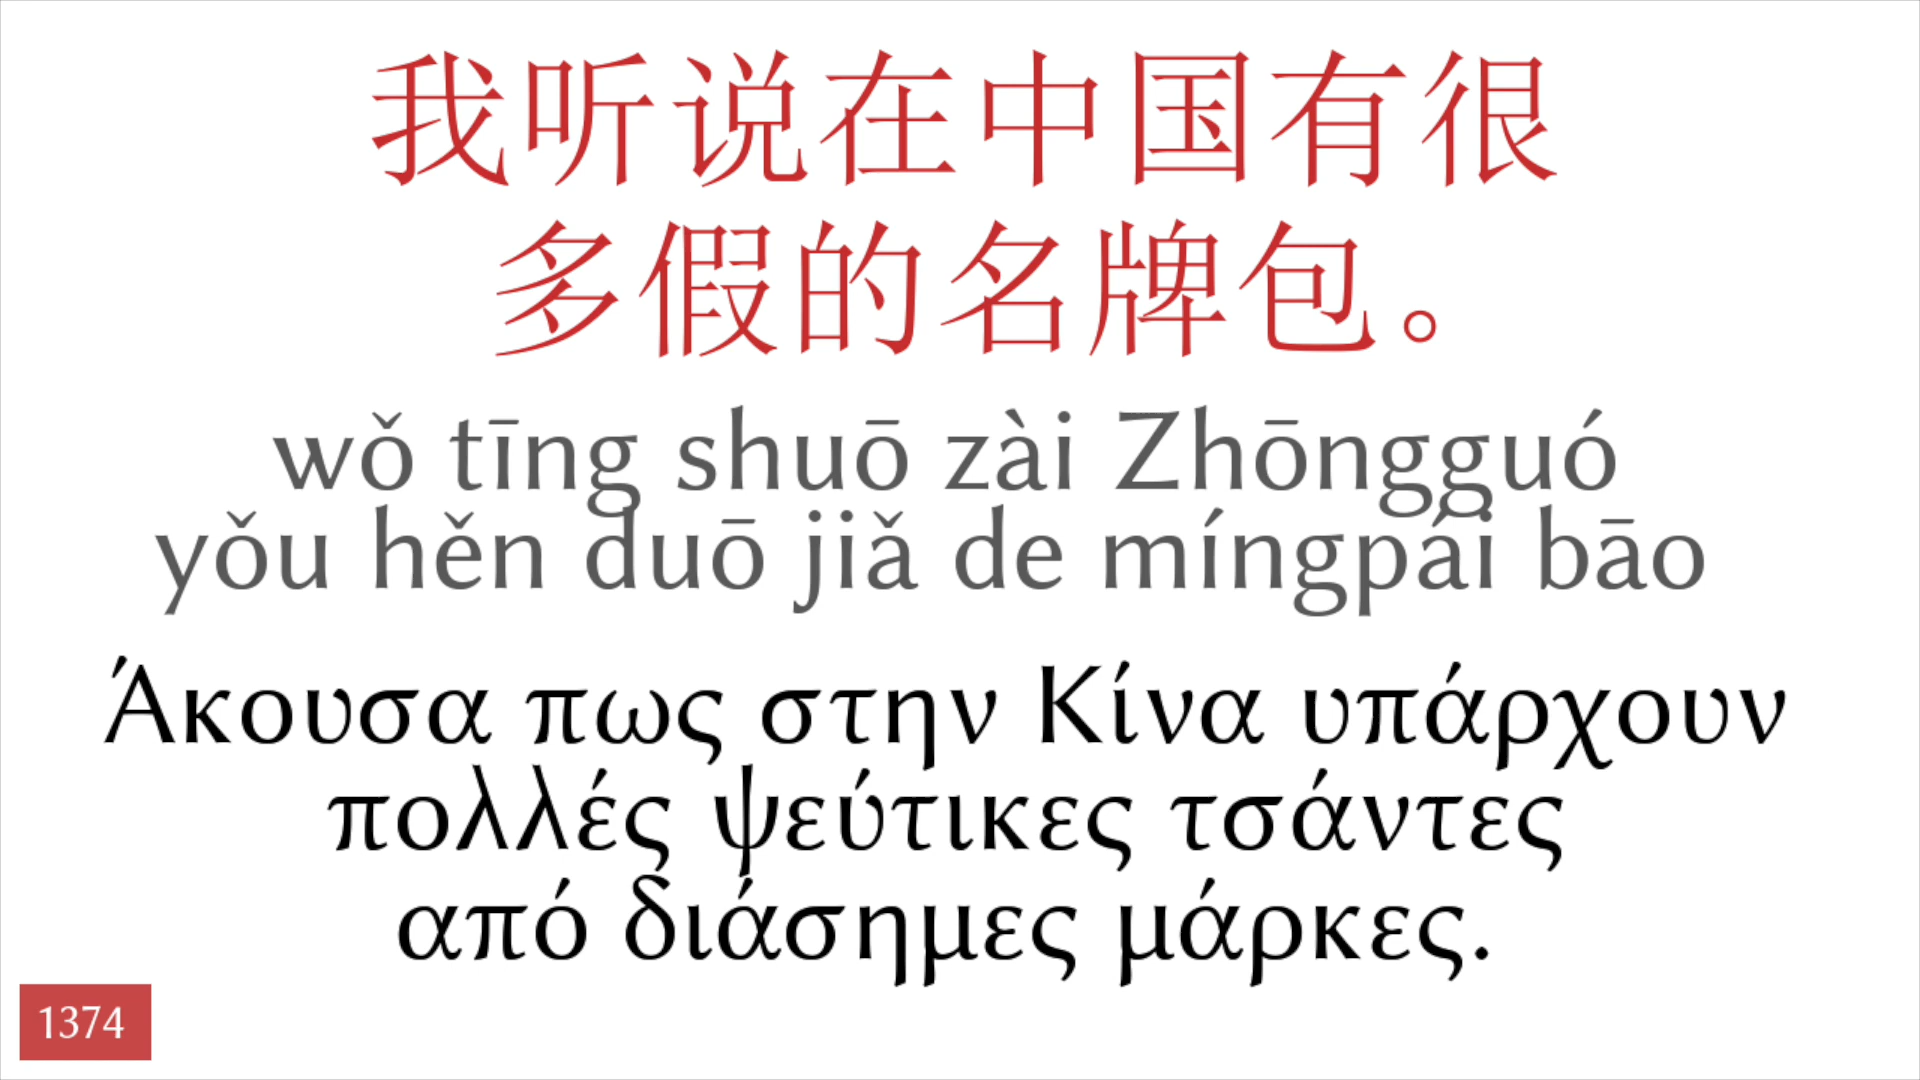 我听说在中国有很
多假的名牌包。
wǒ tīng shuō zài Zhōngguó
yǒu hěn duō jiǎ de míngpái bāo
Άκουσα πως στην Κίνα υπάρχουν
πολλές ψεύτικες τσάντες
από διάσημες μάρκες.
1374